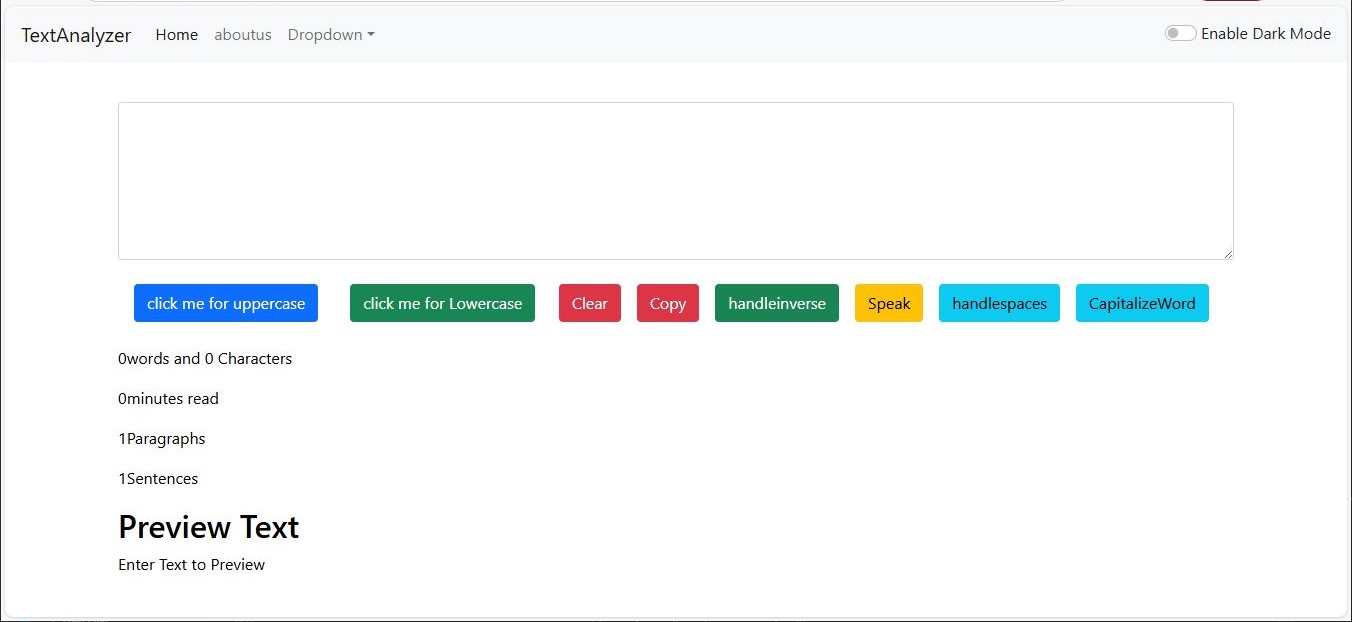 TextAnalyzer Home aboutus Dropdown Enable Dark Mode
click me for uppercase click me for Lowercase Clear Copy handleinverse Speak handlespaces CapitalizeWord
0words and 0 Characters
0minutes read
1Paragraphs
1Sentences
Preview Text
Enter Text to Preview